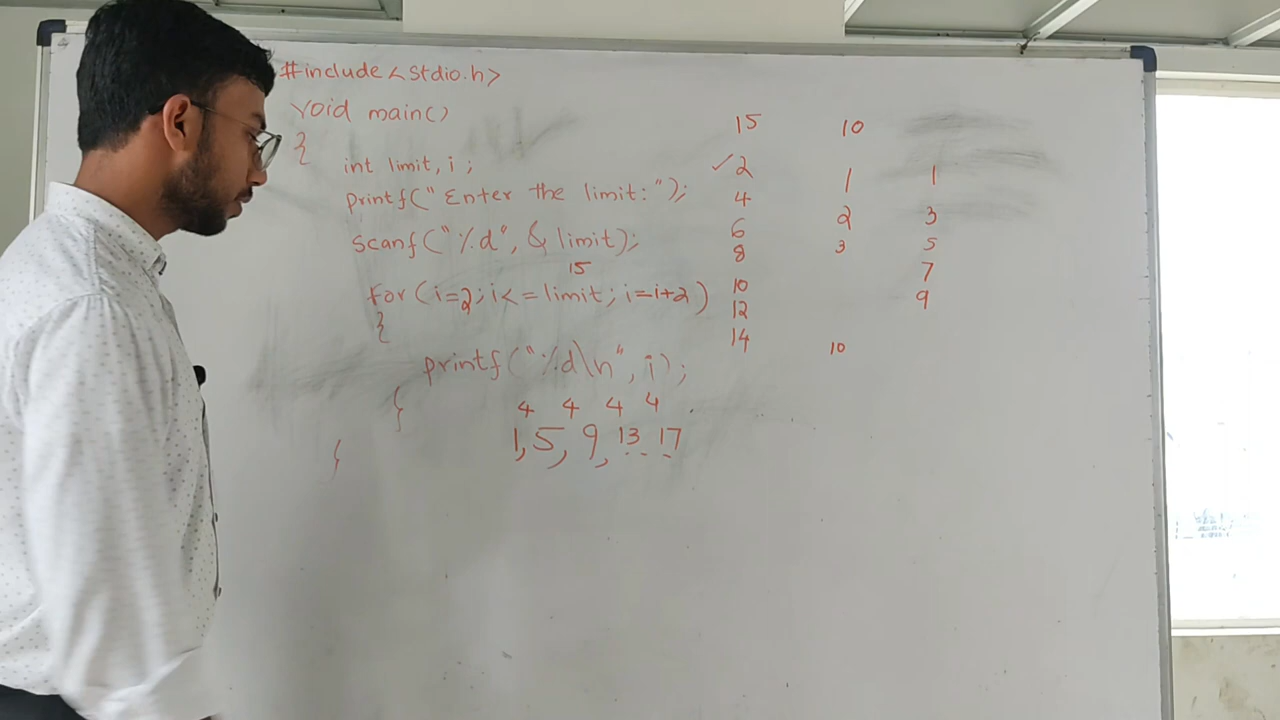 #include<stdio.h>
void main()
{
int limit, i ;
printf("Enter the limit:");
scanf("%d", & limit);
15
for(i=2;i<=limit;i=i+2)
{
printf("%d\n", i);
}
}
4 4 4 4
1, 5, 9, 13 17
15
✓2
4
6
8
10
12
14
10
1
2
3
10
1
3
5
7
9